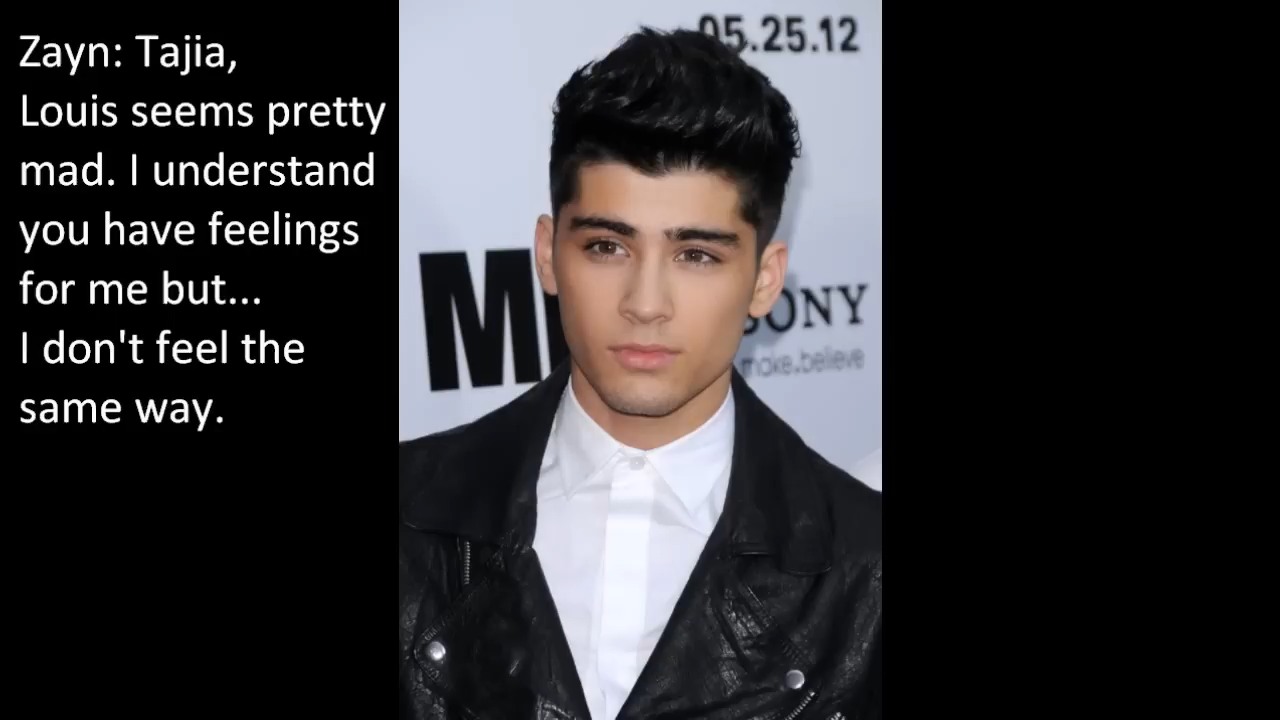 Zayn: Tajia,
Louis seems pretty
mad. I understand
you have feelings
for me but...
I don't feel the
same way.
05.25.12
M
SONY
make.believe